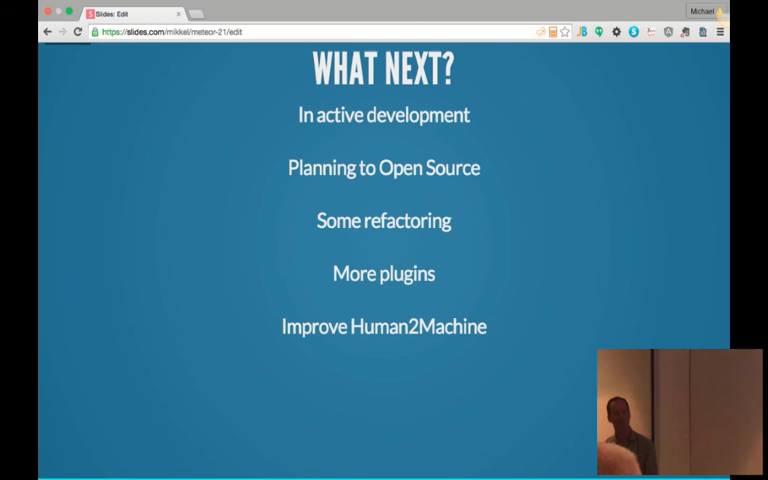 Slides: Edit
Michael
https://slides.com/mikkel/meteor-21/edit
WHAT NEXT?
In active development
Planning to Open Source
Some refactoring
More plugins
Improve Human2Machine